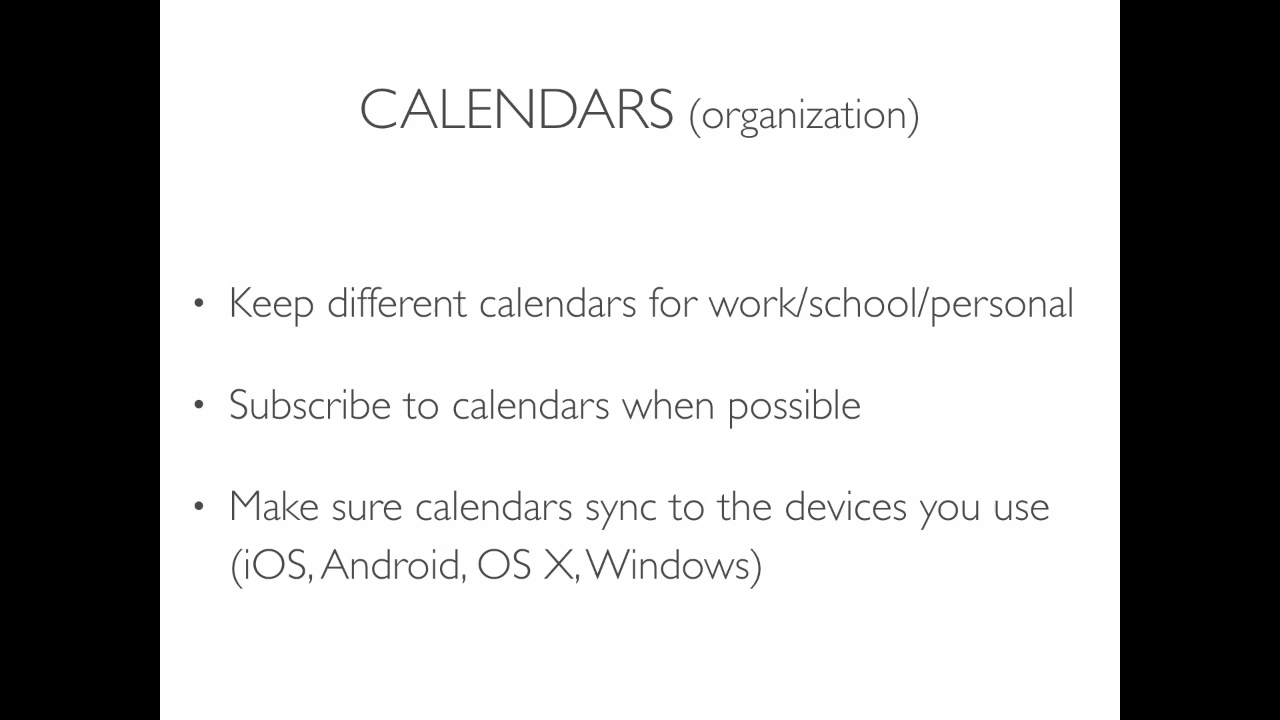 CALENDARS (organization)
• Keep different calendars for work/school/personal
• Subscribe to calendars when possible
• Make sure calendars sync to the devices you use
(iOS, Android, OS X, Windows)